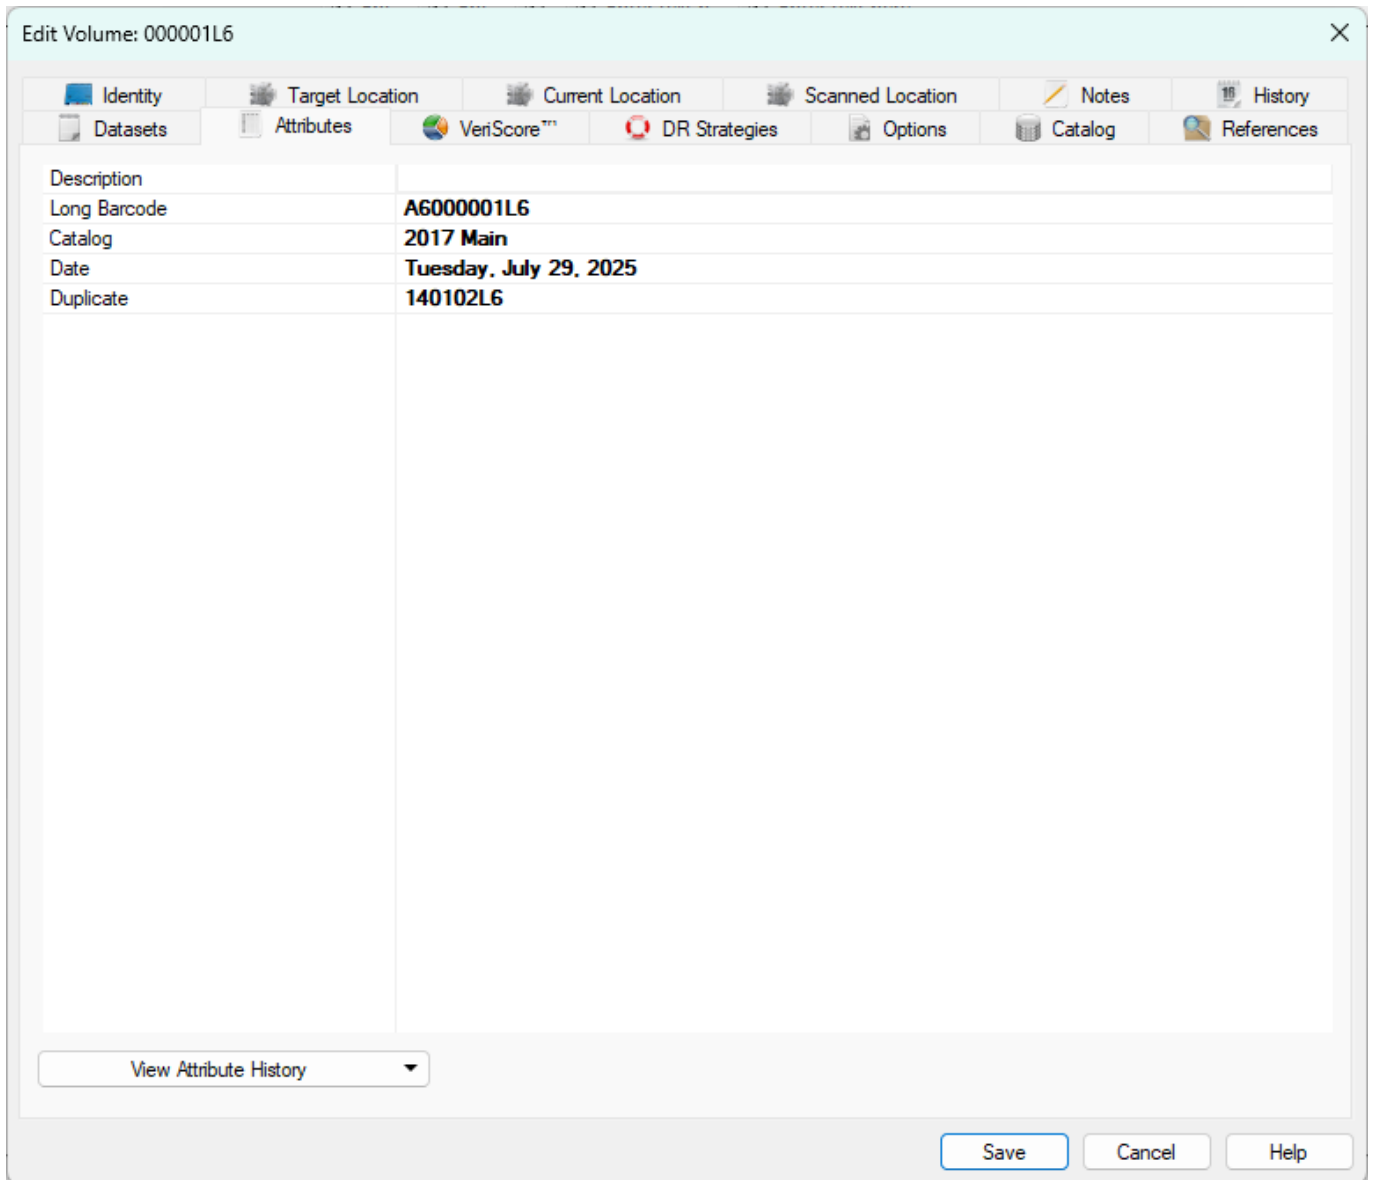 Edit Volume: 000001L6
Identity Target Location Current Location Scanned Location Notes History
Datasets Attributes VeriScore™ DR Strategies Options Catalog References
Description
Long Barcode A6000001L6
Catalog 2017 Main
Date Tuesday, July 29, 2025
Duplicate 140102L6
View Attribute History
Save Cancel Help